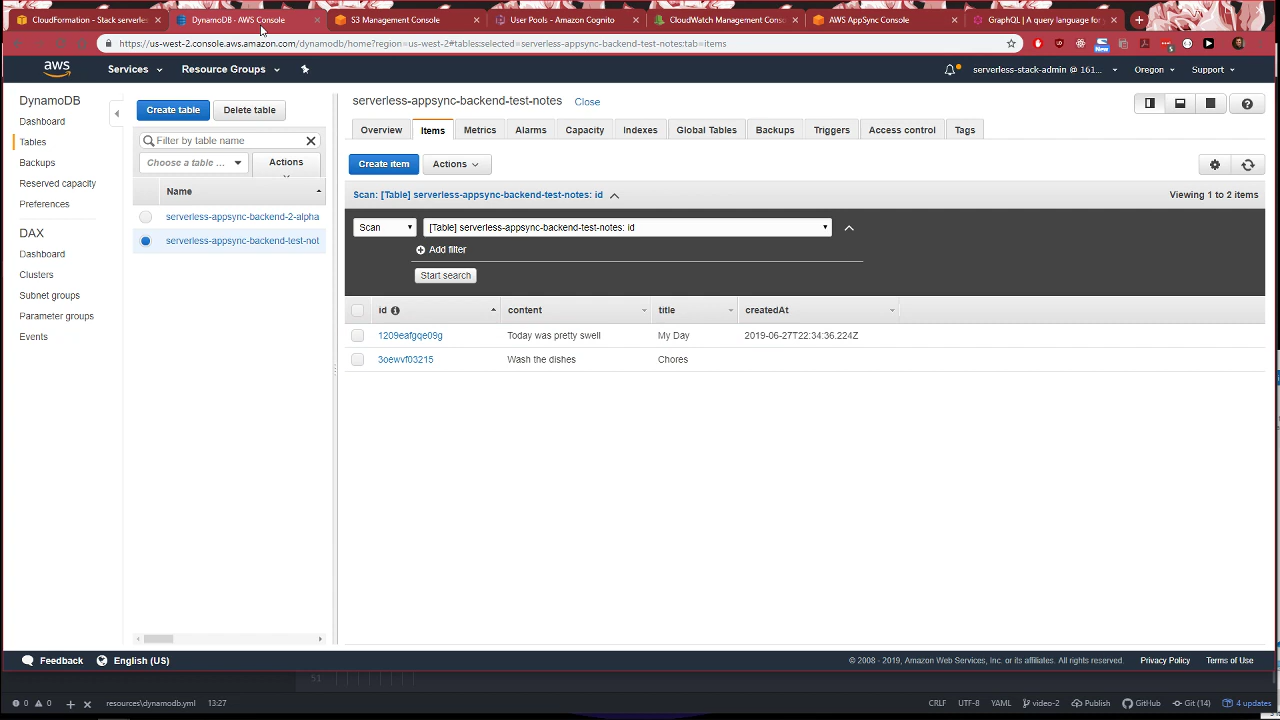 CloudFormation - Stack serverless
DynamoDB · AWS Console
S3 Management Console
User Pools - Amazon Cognito
CloudWatch Management Cons
AWS AppSync Console
GraphQL | A query language for
https://us-west-2.console.aws.amazon.com/dynamodb/home?region=us-west-2#tables:selected=serverless-appsync-backend-test-notes;tab=items
New
aws
Services
Resource Groups
serverless-stack-admin @ 161...
Oregon
Support
DynamoDB
Dashboard
Tables
Backups
Reserved capacity
Preferences
DAX
Dashboard
Clusters
Subnet groups
Parameter groups
Events
Create table
Delete table
Filter by table name
Choose a table ...
Actions
Name
serverless-appsync-backend-2-alpha
serverless-appsync-backend-test-not
serverless-appsync-backend-test-notes Close
Overview Items Metrics Alarms Capacity Indexes Global Tables Backups Triggers Access control Tags
Create item Actions
Scan: [Table] serverless-appsync-backend-test-notes: id
Viewing 1 to 2 items
Scan [Table] serverless-appsync-backend-test-notes: id
Add filter
Start search
id content title createdAt
1209eafgqe09g Today was pretty swell My Day 2019-06-27T22:34:36.224Z
3oewvf03215 Wash the dishes Chores
Feedback English (US)
© 2008 - 2019, Amazon Web Services, Inc. or its affiliates. All rights reserved. Privacy Policy Terms of Use
51
0 0 resources\dynamodb.yml 13:27 CRLF UTF-8 YAML video-2 Publish GitHub Git (14) 4 updates